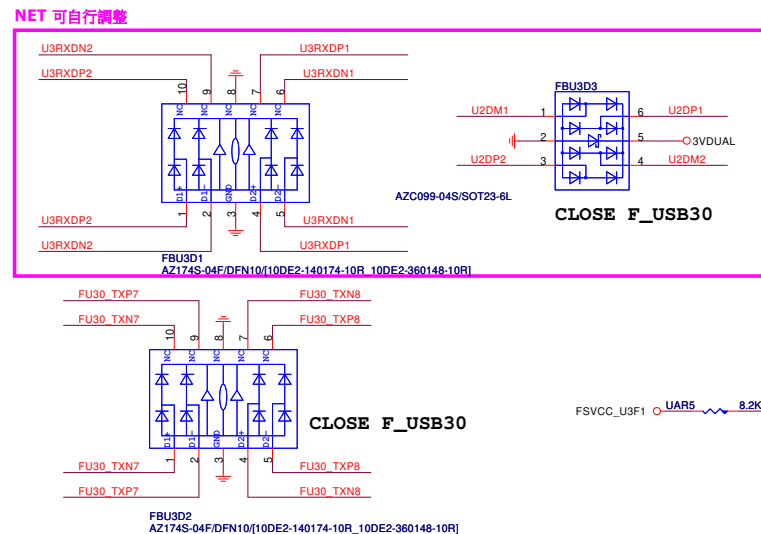 NET 可自行調整
U3RXDN2
U3RXDP1
U3RXDP2
U3RXDN1
10
9
8
7
6
NC
NC
GND
NC
NC
D1+
D1-
GND
D2+
D2-
1
2
3
4
5
U3RXDP2
U3RXDN1
U3RXDN2
U3RXDP1
FBU3D1
AZ174S-04F/DFN10/[10DE2-140174-10R_10DE2-360148-10R]
FBU3D3
U2DM1
1
6
U2DP1
2
5
3VDUAL
U2DP2
3
4
U2DM2
AZC099-04S/SOT23-6L
CLOSE F_USB30
FU30_TXP7
FU30_TXN8
FU30_TXN7
FU30_TXP8
10
9
8
7
6
NC
NC
GND
NC
NC
D1+
D1-
GND
D2+
D2-
1
2
3
4
5
FU30_TXN7
FU30_TXP8
FU30_TXP7
FU30_TXN8
CLOSE F_USB30
FBU3D2
AZ174S-04F/DFN10/[10DE2-140174-10R_10DE2-360148-10R]
FSVCC_U3F1
UAR5
8.2K